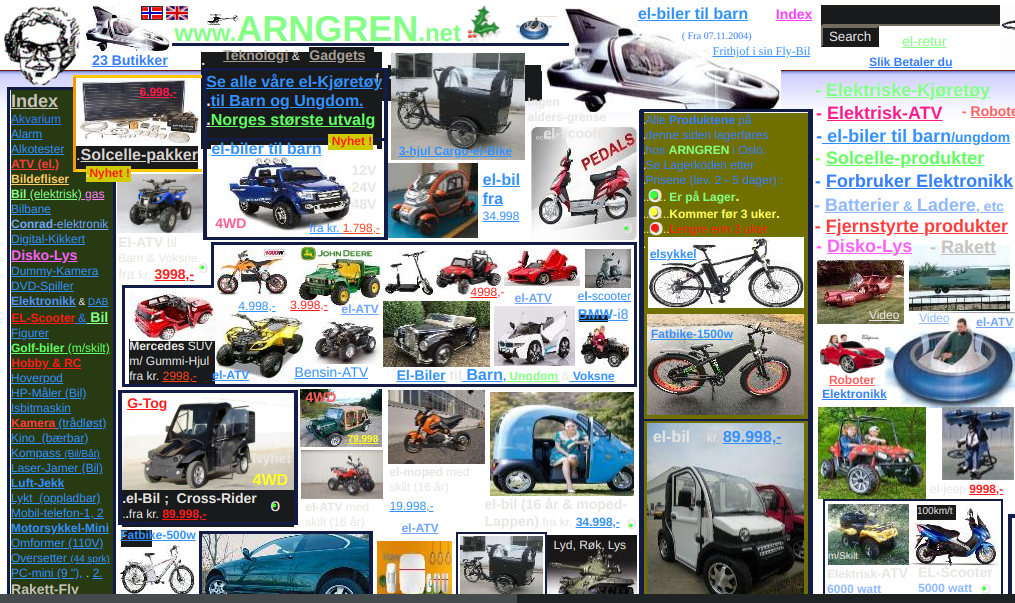 www.ARNGREN.net
el-biler til barn
Index
( Fra 07.11.2004)
Frithjof i sin Fly-Bil
Search
el-retur
Slik Betaler du
23 Butikker
Teknologi & Gadgets
Se alle våre el-Kjøretøy
til Barn og Ungdom.
.Norges største utvalg
Nyhet !
6.998,-
.Solcelle-pakker
Nyhet !
Index
Akvarium
Alarm
Alkotester
ATV (el.)
Bildefliser
Bil (elektrisk) gas
Bilbane
Conrad-elektronik
Digital-Kikkert
Disko-Lys
Dummy-Kamera
DVD-Spiller
Elektronikk & DAB
EL-Scooter & Bil
Figurer
Golf-biler (m/skilt)
Hobby & RC
Hoverpod
HP-Måler (Bil)
Isbitmaskin
Kamera (trådløst)
Kino (bærbar)
Kompass (Bil/Båt)
Laser-Jamer (Bil)
Luft-Jekk
Lykt (oppladbar)
Mobil-telefon-1, 2
Motorsykkel-Mini
Omformer (110V)
Oversetter (44 sprk)
PC-mini (9 "), . 2.
Rakett-Fly
El-ATV til
Barn & Voksne.
fra kr. 3998,-
el-biler til barn
12V
24V
48V
4WD
fra kr. 1.798,-
3-hjul Cargo-el-Bike
el-bil
fra
34.998
alders-grense
el-scooter
PEDALS
.Alle Produktene på
.denne siden lagerføres
.hos ARNGREN i Oslo.
.Se Lagerkoden etter
.Prisene (lev. 2 - 5 dager) :
Er på Lager.
Kommer før 3 uker.
Lengre enn 3 uker
elsykkel
Fatbike-1500w
el-bil kr. 89.998,-
- Elektriske-Kjøretøy
- Elektrisk-ATV
- Robote
- el-biler til barn/ungdom
- Solcelle-produkter
- Forbruker Elektronikk
- Batterier & Ladere, etc
- Fjernstyrte produkter
- Disko-Lys
- Rakett
Video
Video
el-ATV
Roboter
Elektronikk
el-jeep 9998,-
JOHN DEERE
4.998,-
3.998,-
el-ATV
4998,-
el-ATV
el-scooter
BMW-i8
Mercedes SUV
m/ Gummi-Hjul
fra kr. 2998,-
el-ATV
Bensin-ATV
El-Biler til Barn, Ungdom & Voksne
G-Tog
Nyhet
4WD
.el-Bil ; Cross-Rider
..fra kr. 89.998,-
4WD
79.998
el-ATV med
skilt (16 år)
el-moped med
skilt (16 år)
19.998,-
el-ATV
el-bil (16 år & moped-
Lappen) fra kr. 34.998,-
Fatbike-500w
Lyd, Røk, Lys
m/Skilt
Elektrisk-ATV
6000 watt
100km/t
EL-Scooter
5000 watt